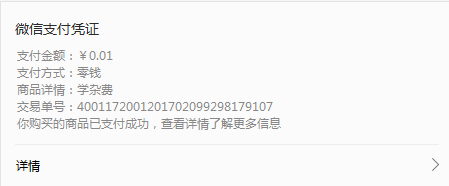 微信支付凭证
支付金额：￥0.01
支付方式：零钱
商品详情：学杂费
交易单号：4001172001201702099298179107
你购买的商品已支付成功，查看详情了解更多信息
详情